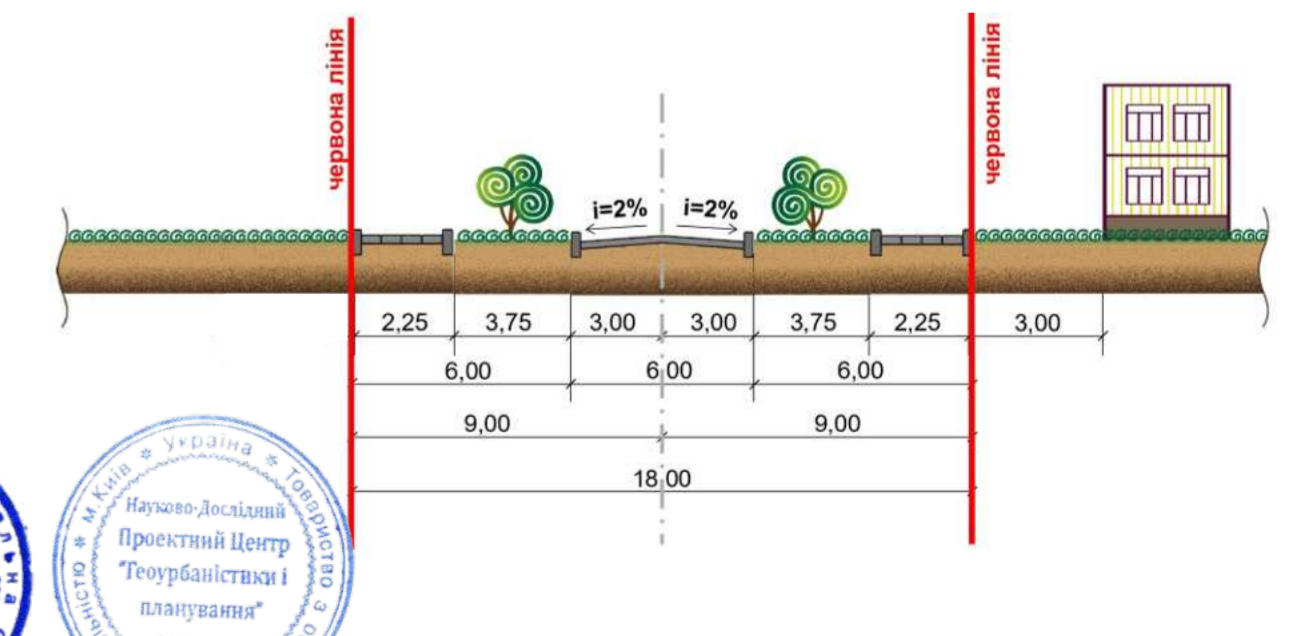 червона лінія
червона лінія
i=2% i=2%
2,25 3,75 3,00 3,00 3,75 2,25 3,00
6,00 6,00 6,00
9,00 9,00
18,00
* м.Київ * Україна * Товариство з
Науково-Дослідний
Проектний Центр
"Геоурбаністики і
планування"